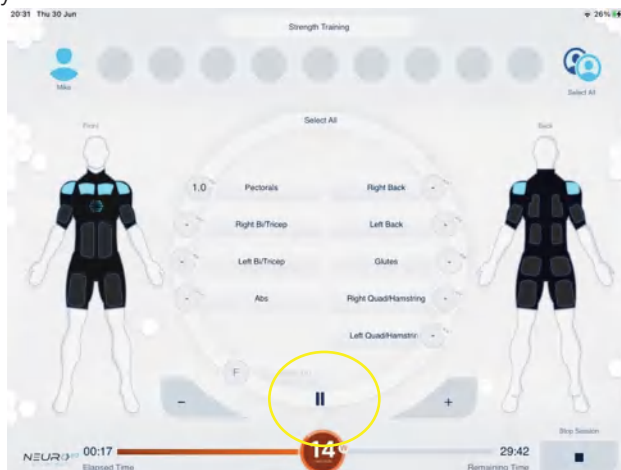 20:31 Thu 30 Jun
26%
Strength Training
Mike
Select All
Front
Select All
Back
1.0 Pectorals
Right Back -
- Right Bi/Tricep
Left Back -
- Left Bi/Tricep
Glutes -
- Abs
Right Quad/Hamstring -
Left Quad/Hamstrin -
F
-
+
Stop Session
NEURO
00:17
Elapsed Time
14
29:42
Remaining Time